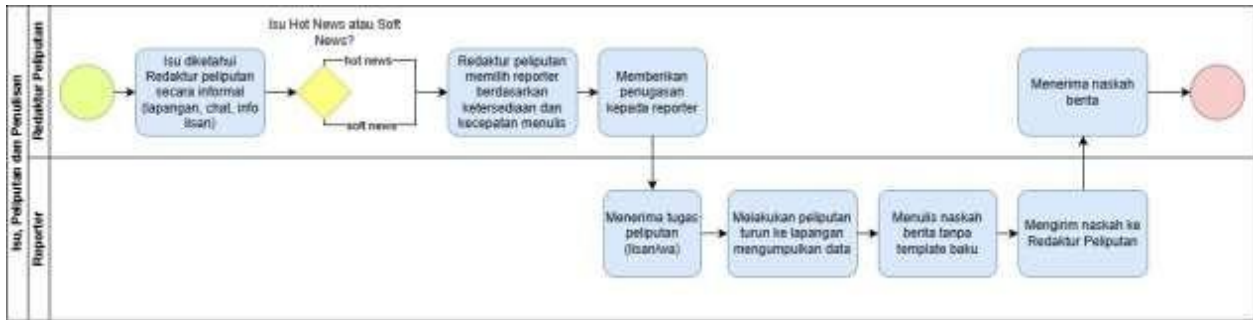 Isu, Peliputan dan Penulisan
Redaktur Peliputan
Isu diketahui
Redaktur peliputan
secara informal
(lapangan, chat, info
lisan)
Isu Hot News atau Soft
News?
hot news
soft news
Redaktur peliputan
memilih reporter
berdasarkan
ketersediaan dan
kecepatan menulis
Memberikan
penugasan
kepada reporter
Menerima naskah
berita
Reporter
Menerima tugas
peliputan
(lisan/wa)
Melakukan peliputan
turun ke lapangan
mengumpulkan data
Menulis naskah
berita tanpa
template baku
Mengirim naskah ke
Redaktur Peliputan